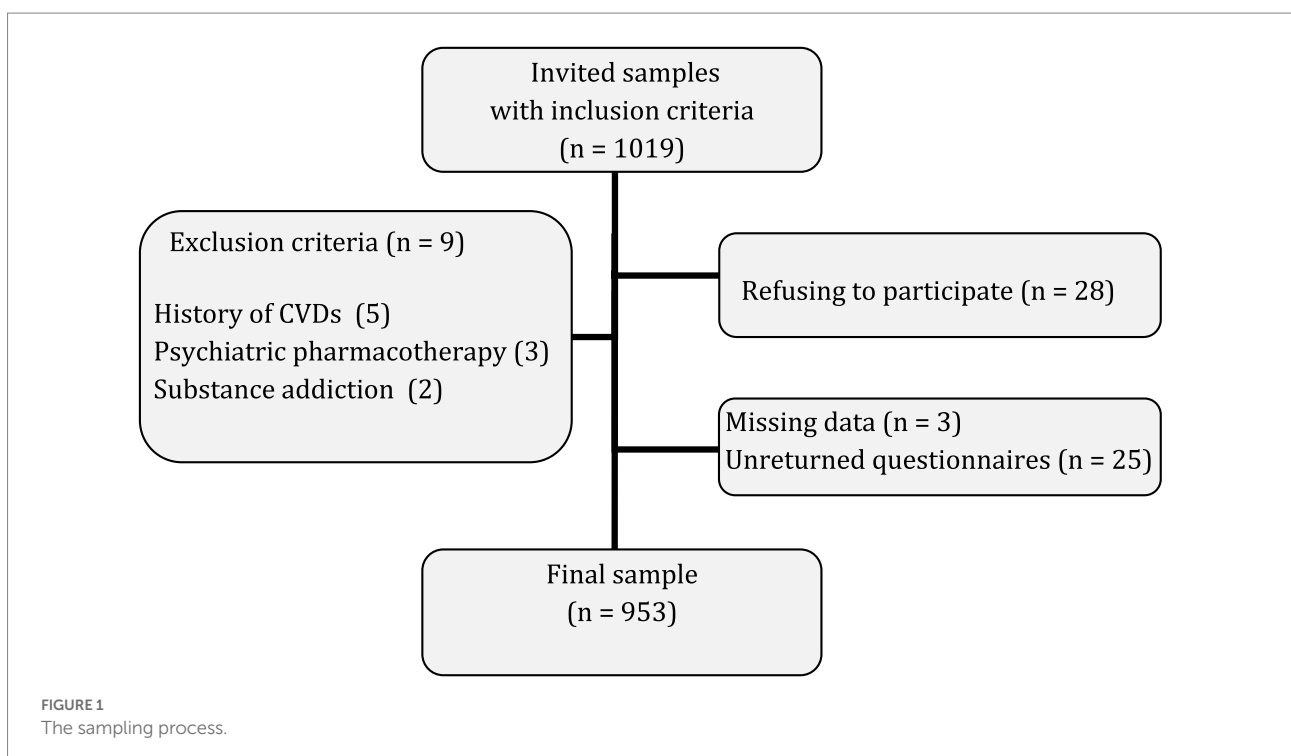 Invited samples
with inclusion criteria
(n = 1019)
Exclusion criteria (n = 9)
History of CVDs (5)
Psychiatric pharmacotherapy (3)
Substance addiction (2)
Refusing to participate (n = 28)
Missing data (n = 3)
Unreturned questionnaires (n = 25)
Final sample
(n = 953)
FIGURE 1
The sampling process.